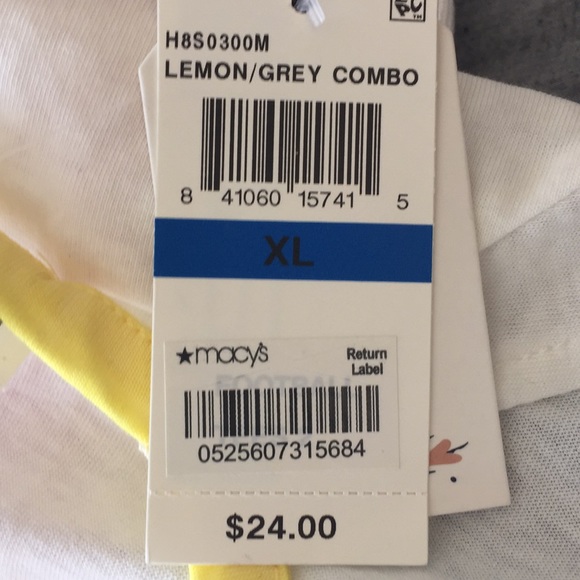 H8S0300M
LEMON/GREY COMBO
8 41060 15741 5
XL
★macy's Return
Label
0525607315684
$24.00